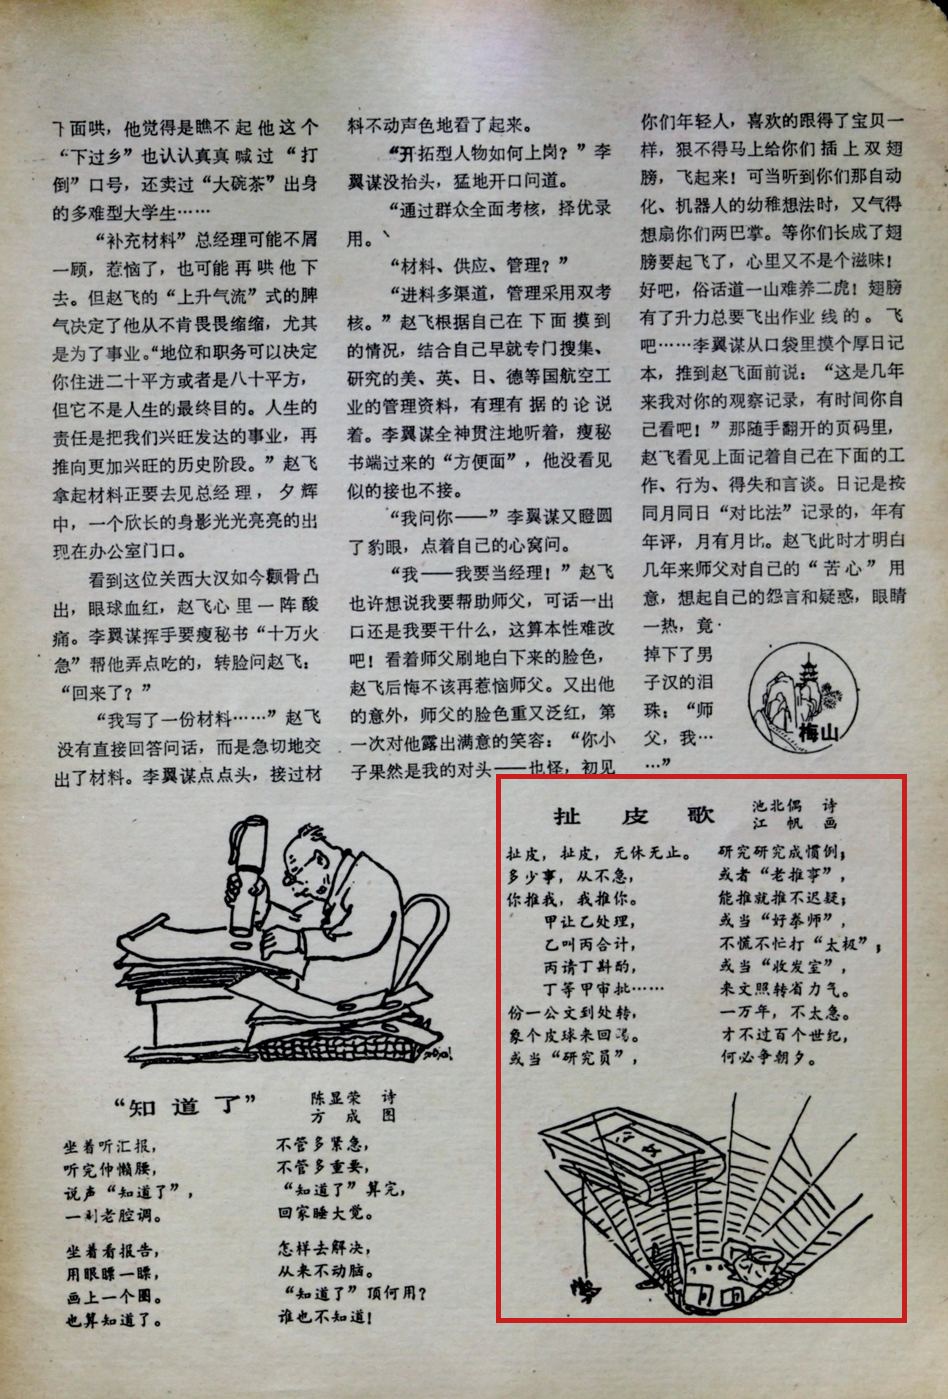 下面哄，他觉得是瞧不起他这个
“下过乡”也认认真真喊过“打
倒”口号，还卖过“大碗茶”出身
的多难型大学生……
“补充材料”总经理可能不屑
一顾，惹恼了，也可能再哄他下
去。但赵飞的“上升气流”式的脾
气决定了他从不肯畏畏缩缩，尤其
是为了事业。“地位和职务可以决定
你住进二十平方或者是八十平方，
但它不是人生的最终目的。人生的
责任是把我们兴旺发达的事业，再
推向更加兴旺的历史阶段。”赵飞
拿起材料正要去见总经理，夕辉
中，一个欣长的身影光光亮亮的出
现在办公室门口。
看到这位关西大汉如今颧骨凸
出，眼球血红，赵飞心里一阵酸
痛。李翼谋挥手要瘦秘书“十万火
急”帮他弄点吃的，转脸问赵飞：
“回来了？”
“我写了一份材料……”赵飞
没有直接回答问话，而是急切地交
出了材料。李翼谋点点头，接过材
料不动声色地看了起来。
“开拓型人物如何上岗？”李
翼谋没抬头，猛地开口问道。
“通过群众全面考核，择优录
用。
“材料、供应、管理？”
“进料多渠道，管理采用双考
核。”赵飞根据自己在下面摸到
的情况，结合自己早就专门搜集、
研究的美、英、日、德等国航空工
业的管理资料，有理有据的论说
着。李翼谋全神贯注地听着，瘦秘
书端过来的“方便面”，他没看见
似的接也不接。
“我问你——”李翼谋又瞪圆
了豹眼，点着自己的心窝问。
“我——我要当经理！”赵飞
也许想说我要帮助师父，可话一出
口还是我要干什么，这算本性难改
吧！看着师父刷地白下来的脸色，
赵飞后悔不该再惹恼师父。又出他
的意外，师父的脸色重又泛红，第
一次对他露出满意的笑容：“你小
子果然是我的对头——也怪，初见
你们年轻人，喜欢的跟得了宝贝一
样，狠不得马上给你们插上双翅
膀，飞起来！可当听到你们那自动
化、机器人的幼稚想法时，又气得
想扇你们两巴掌。等你们长成了翅
膀要起飞了，心里又不是个滋味！
好吧，俗话道一山难养二虎！翅膀
有了升力总要飞出作业线的。飞
吧……李翼谋从口袋里摸个厚日记
本，推到赵飞面前说：“这是几年
来我对你的观察记录，有时间你自
己看吧！”那随手翻开的页码里，
赵飞看见上面记着自己在下面的工
作、行为、得失和言谈。日记是按
同月同日“对比法”记录的，年有
年评，月有月比。赵飞此时才明白
几年来师父对自己的“苦心”用
意，想起自己的怨言和疑惑，眼睛
一热，竟
掉下了男
子汉的泪
珠：“师
父，我…
…”
梅山
“知道了”
陈显荣 诗
方成 图
坐着听汇报，
听完伸懒腰，
说声“知道了”，
一副老腔调。
坐着看报告，
用眼瞟一瞟，
画上一个圈。
也算知道了。
不管多紧急，
不管多重要，
“知道了”算完，
回家睡大觉。
怎样去解决，
从来不动脑。
“知道了”顶何用？
谁也不知道！
扯皮歌
池北偶 诗
江帆 画
扯皮，扯皮，无休无止。
多少事，从不急，
你推我，我推你。
甲让乙处理，
乙叫丙合计，
丙请丁斟酌，
丁等甲审批……
份一公文到处转，
象个皮球来回踢。
或当“研究员”，
研究研究成惯例；
或者“老推事”，
能推就推不迟疑；
或当“好拳师”，
不慌不忙打“太极”；
或当“收发室”，
来文照转省力气。
一万年，不太急。
才不过百个世纪，
何必争朝夕。
公文